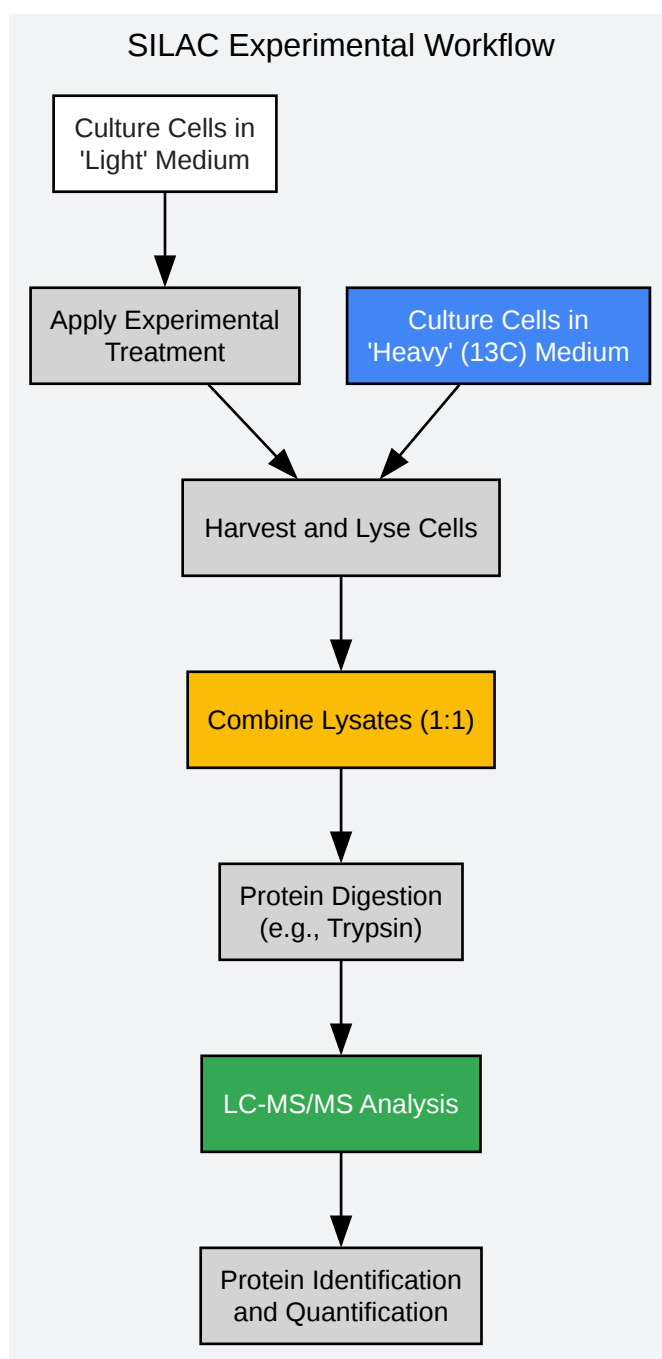 SILAC Experimental Workflow
Culture Cells in
'Light' Medium
Apply Experimental
Treatment
Culture Cells in
'Heavy' (13C) Medium
Harvest and Lyse Cells
Combine Lysates (1:1)
Protein Digestion
(e.g., Trypsin)
LC-MS/MS Analysis
Protein Identification
and Quantification